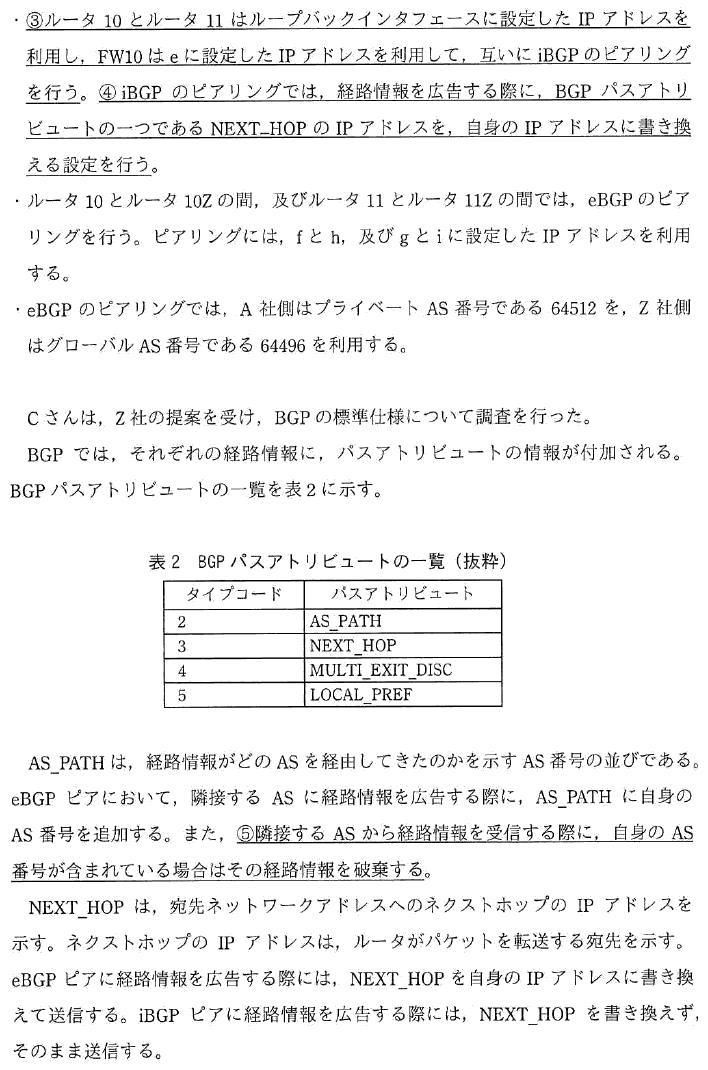 ・③ルータ 10 とルータ 11 はループバックインタフェースに設定した IP アドレスを
利用し，FW10 は e に設定した IP アドレスを利用して，互いに iBGP のピアリング
を行う。④iBGP のピアリングでは，経路情報を広告する際に，BGP パスアトリ
ビュートの一つである NEXT_HOP の IP アドレスを，自身の IP アドレスに書き換
える設定を行う。
・ルータ 10 とルータ 10Z の間，及びルータ 11 とルータ 11Z の間では，eBGP のピア
リングを行う。ピアリングには，f と h，及び g と i に設定した IP アドレスを利用
する。
・eBGP のピアリングでは，A 社側はプライベート AS 番号である 64512 を，Z 社側
はグローバル AS 番号である 64496 を利用する。
C さんは，Z 社の提案を受け，BGP の標準仕様について調査を行った。
BGP では，それぞれの経路情報に，パスアトリビュートの情報が付加される。
BGP パスアトリビュートの一覧を表 2 に示す。
表 2 BGP パスアトリビュートの一覧（抜粋）
タイプコード パスアトリビュート
2 AS_PATH
3 NEXT_HOP
4 MULTI_EXIT_DISC
5 LOCAL_PREF
AS_PATH は，経路情報がどの AS を経由してきたのかを示す AS 番号の並びである。
eBGP ピアにおいて，隣接する AS に経路情報を広告する際に，AS_PATH に自身の
AS 番号を追加する。また，⑤隣接する AS から経路情報を受信する際に，自身の AS
番号が含まれている場合はその経路情報を破棄する。
NEXT_HOP は，宛先ネットワークアドレスへのネクストホップの IP アドレスを
示す。ネクストホップの IP アドレスは，ルータがパケットを転送する宛先を示す。
eBGP ピアに経路情報を広告する際には，NEXT_HOP を自身の IP アドレスに書き換
えて送信する。iBGP ピアに経路情報を広告する際には，NEXT_HOP を書き換えず，
そのまま送信する。